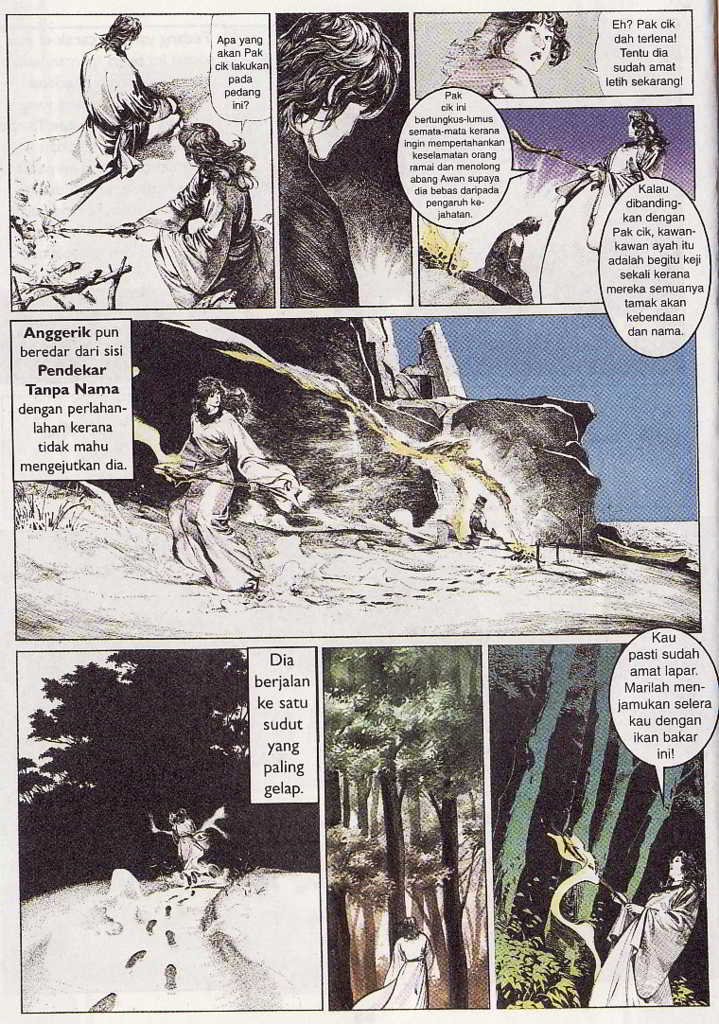 Apa yang
akan Pak
cik lakukan
pada
pedang
ini?
Eh? Pak cik
dah terlena!
Tentu dia
sudah amat
letih sekarang!
Pak
cik ini
bertungkus-lumus
semata-mata kerana
ingin mempertahankan
keselamatan orang
ramai dan menolong
abang Awan supaya
dia bebas daripada
pengaruh ke-
jahatan.
Kalau
dibanding-
kan dengan
Pak cik, kawan-
kawan ayah itu
adalah begitu keji
sekali kerana
mereka semuanya
tamak akan
kebendaan
dan nama.
Anggerik pun
beredar dari sisi
Pendekar
Tanpa Nama
dengan perlahan-
lahan kerana
tidak mahu
mengejutkan dia.
Dia
berjalan
ke satu
sudut
yang
paling
gelap.
Kau
pasti sudah
amat lapar.
Marilah men-
jamukan selera
kau dengan
ikan bakar
ini!